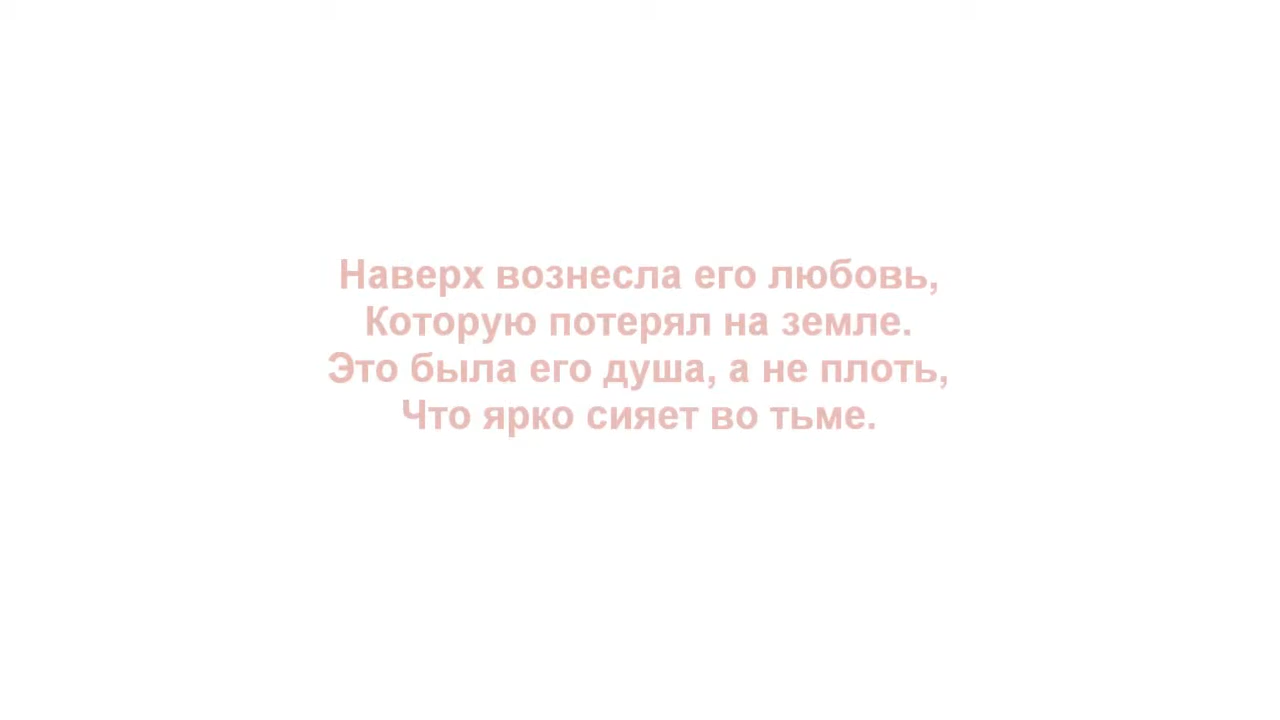 Наверх вознесла его любовь,
Которую потерял на земле.
Это была его душа, а не плоть,
Что ярко сияет во тьме.